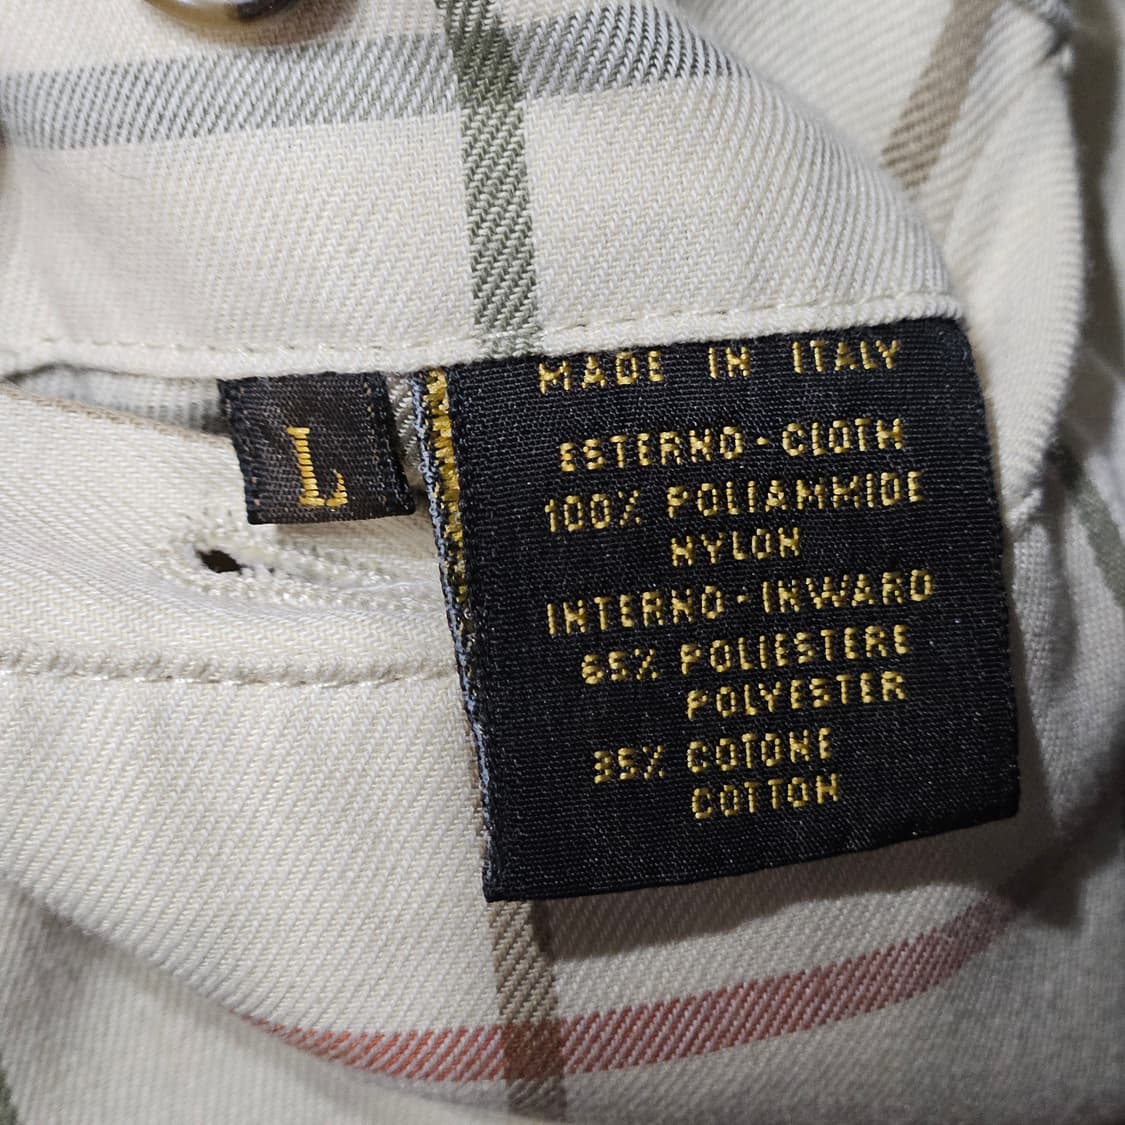 L
MADE IN ITALY
ESTERNO - CLOTH
100% POLIAMMIDE
NYLON
INTERNO - INWARD
65% POLIESTERE
POLYESTER
35% COTONE
COTTON